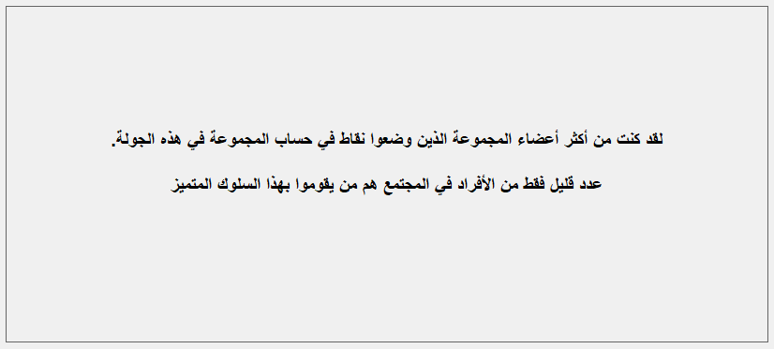 لقد كنت من أكثر أعضاء المجموعة الذين وضعوا نقاط في حساب المجموعة في هذه الجولة.
عدد قليل فقط من الأفراد في المجتمع هم من يقوموا بهذا السلوك المتميز